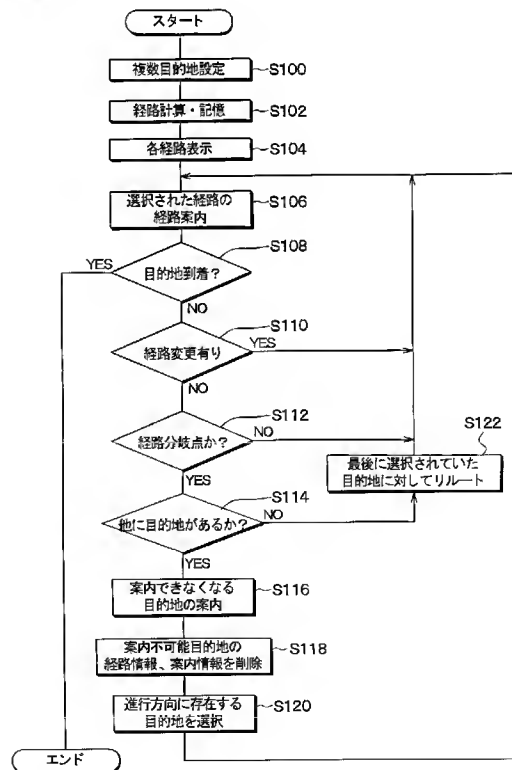 スタート
複数目的地設定
S100
経路計算・記憶
S102
各経路表示
S104
選択された経路の
経路案内
S106
目的地到着？
S108
YES
NO
経路変更有り
S110
YES
NO
経路分岐点か？
S112
NO
YES
最後に選択されていた
目的地に対してリルート
S122
他に目的地があるか？
S114
NO
YES
案内できなくなる
目的地の案内
S116
案内不可能目的地の
経路情報、案内情報を削除
S118
進行方向に存在する
目的地を選択
S120
エンド